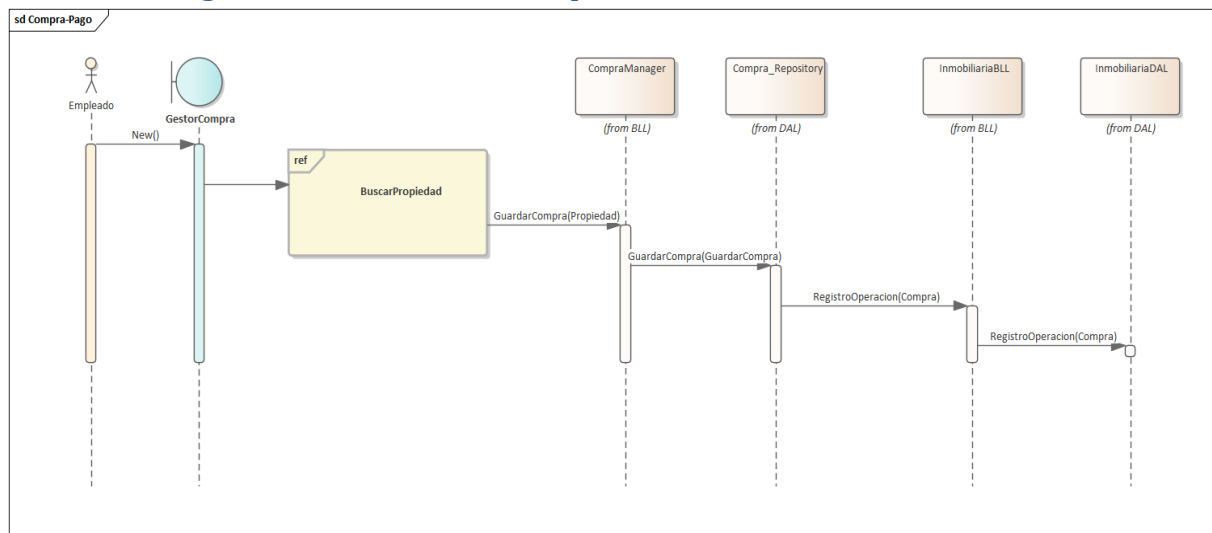 sd Compra-Pago
Empleado
GestorCompra
CompraManager
(from BLL)
Compra_Repository
(from DAL)
InmobiliariaBLL
(from BLL)
InmobiliariaDAL
(from DAL)
New()
ref
BuscarPropiedad
GuardarCompra(Propiedad)
GuardarCompra(GuardarCompra)
RegistroOperacion(Compra)
RegistroOperacion(Compra)